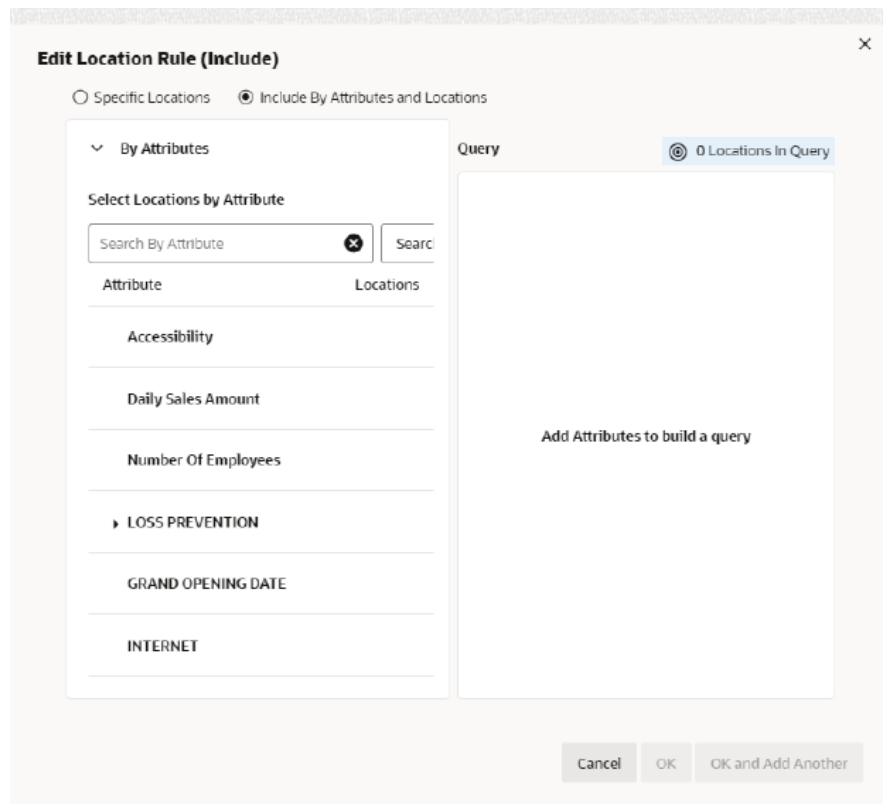 Edit Location Rule (Include)
Specific Locations
Include By Attributes and Locations
By Attributes
Select Locations by Attribute
Search By Attribute
Searc
Attribute
Locations
Accessibility
Daily Sales Amount
Number Of Employees
LOSS PREVENTION
GRAND OPENING DATE
INTERNET
Query
0 Locations In Query
Add Attributes to build a query
Cancel
OK
OK and Add Another